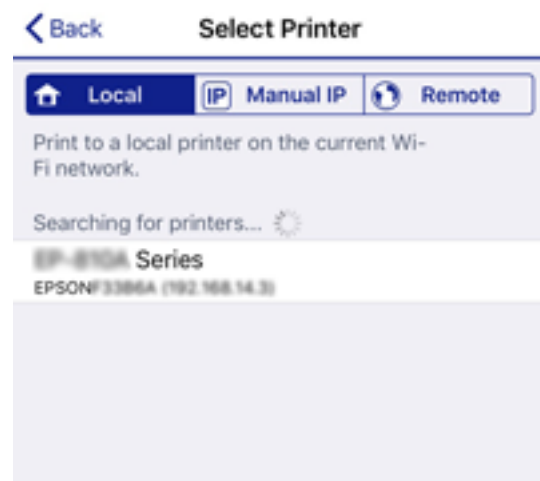 Back
Select Printer
Local
IP Manual IP
Remote
Print to a local printer on the current Wi-
Fi network.
Searching for printers...
Series
EPSON